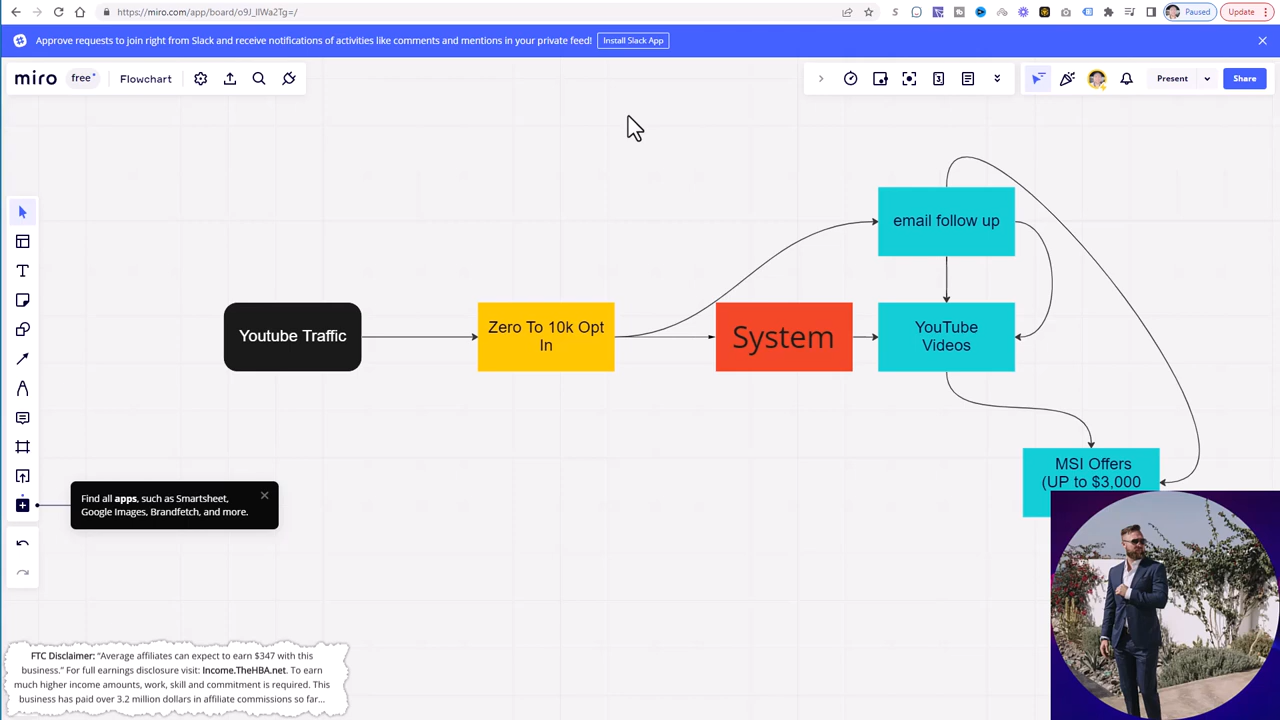 https://miro.com/app/board/o9J_lIWa2Tg=/
Paused
Update
Approve requests to join right from Slack and receive notifications of activities like comments and mentions in your private feed!
Install Slack App
miro
free
Flowchart
3
Present
Share
email follow up
Youtube Traffic
Zero To 10k Opt
In
System
YouTube
Videos
MSI Offers
(UP to $3,000
Find all apps, such as Smartsheet,
Google Images, Brandfetch, and more.
FTC Disclaimer: "Average affiliates can expect to earn $347 with this
business." For full earnings disclosure visit: Income.TheHBA.net. To earn
much higher income amounts, work, skill and commitment is required. This
business has paid over 3.2 million dollars in affiliate commissions so far...